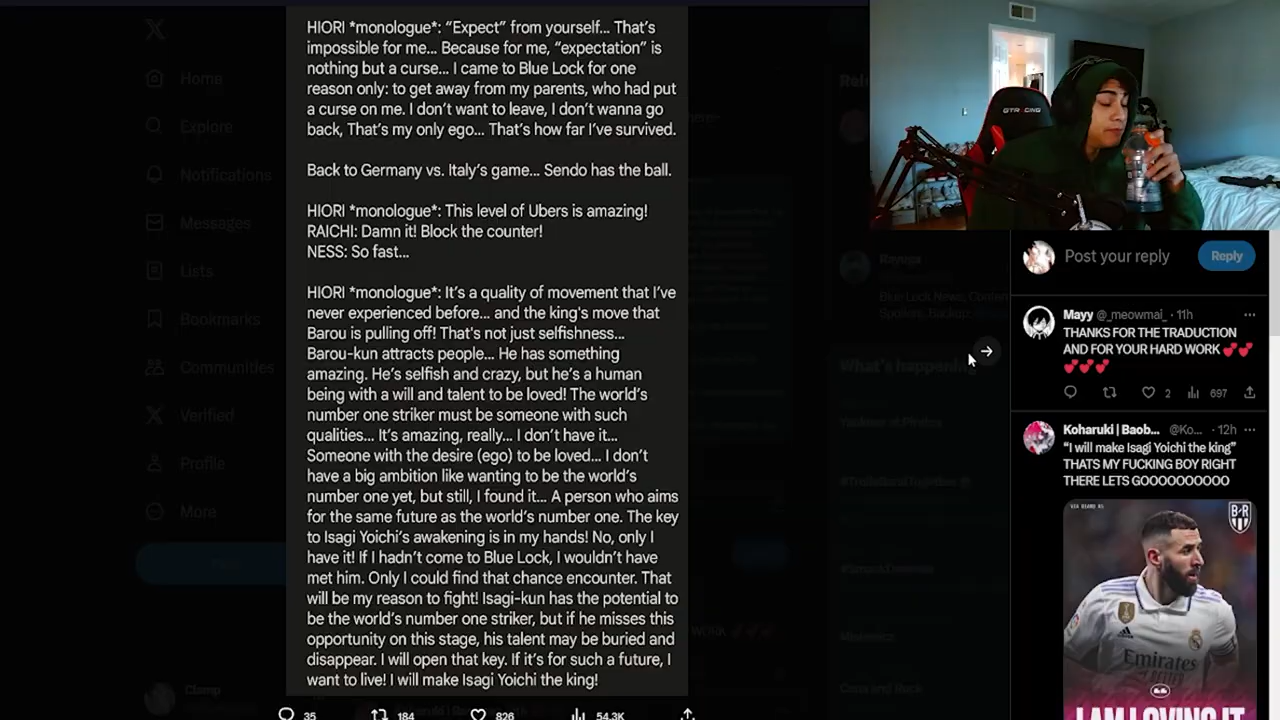 HIORI *monologue*: “Expect” from yourself... That’s
impossible for me... Because for me, “expectation” is
nothing but a curse... I came to Blue Lock for one
reason only: to get away from my parents, who had put
a curse on me. I don’t want to leave, I don’t wanna go
back, That’s my only ego... That’s how far I’ve survived.
Back to Germany vs. Italy’s game... Sendo has the ball.
HIORI *monologue*: This level of Ubers is amazing!
RAICHI: Damn it! Block the counter!
NESS: So fast...
HIORI *monologue*: It’s a quality of movement that I’ve
never experienced before... and the king’s move that
Barou is pulling off! That’s not just selfishness...
Barou-kun attracts people... He has something
amazing. He’s selfish and crazy, but he’s a human
being with a will and talent to be loved! The world’s
number one striker must be someone with such
qualities... It’s amazing, really... I don’t have it...
Someone with the desire (ego) to be loved... I don’t
have a big ambition like wanting to be the world’s
number one yet, but still, I found it... A person who aims
for the same future as the world’s number one. The key
to Isagi Yoichi’s awakening is in my hands! No, only I
have it! If I hadn’t come to Blue Lock, I wouldn’t have
met him. Only I could find that chance encounter. That
will be my reason to fight! Isagi-kun has the potential to
be the world’s number one striker, but if he misses this
opportunity on this stage, his talent may be buried and
disappear. I will open that key. If it’s for such a future, I
want to live! I will make Isagi Yoichi the king!
35 184 826 54.3K
Home
Explore
Notifications
Messages
Lists
Bookmarks
Communities
Verified
Profile
More
Clamp
Rayuga
What’s happening
GTR
Post your reply
Reply
Mayy @_meowmai_ · 11h
THANKS FOR THE TRADUCTION
AND FOR YOUR HARD WORK 💕💕
💕💕💕
2 697
Koharuki | Baob... @Ko... · 12h
“I will make Isagi Yoichi the king”
THATS MY FUCKING BOY RIGHT
THERE LETS GOOOOOOOOOO
B R
Emirates
I AM LOVING IT